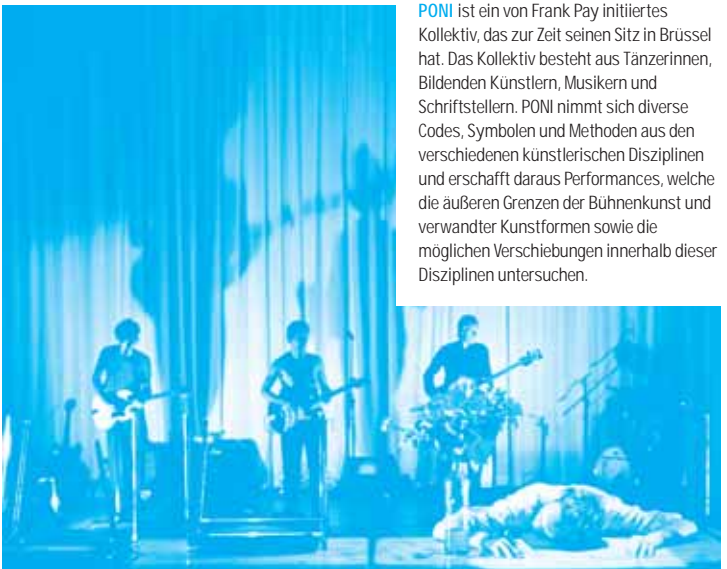 PONI ist ein von Frank Pay initiiertes
Kollektiv, das zur Zeit seinen Sitz in Brüssel
hat. Das Kollektiv besteht aus Tänzerinnen,
Bildenden Künstlern, Musikern und
Schriftstellern. PONI nimmt sich diverse
Codes, Symbolen und Methoden aus den
verschiedenen künstlerischen Disziplinen
und erschafft daraus Performances, welche
die äußeren Grenzen der Bühnenkunst und
verwandter Kunstformen sowie die
möglichen Verschiebungen innerhalb dieser
Disziplinen untersuchen.